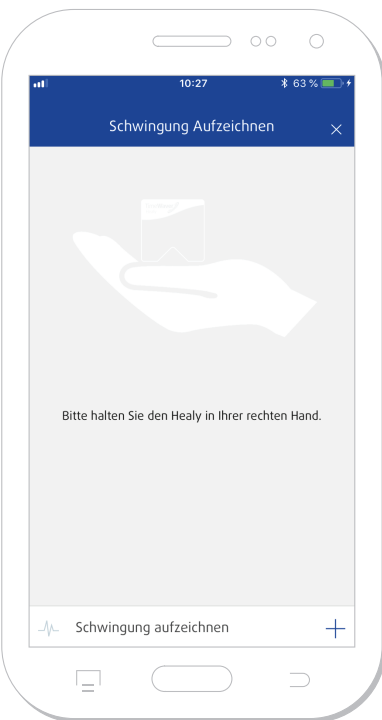 10:27 63 %
Schwingung Aufzeichnen
Bitte halten Sie den Healy in Ihrer rechten Hand.
Schwingung aufzeichnen